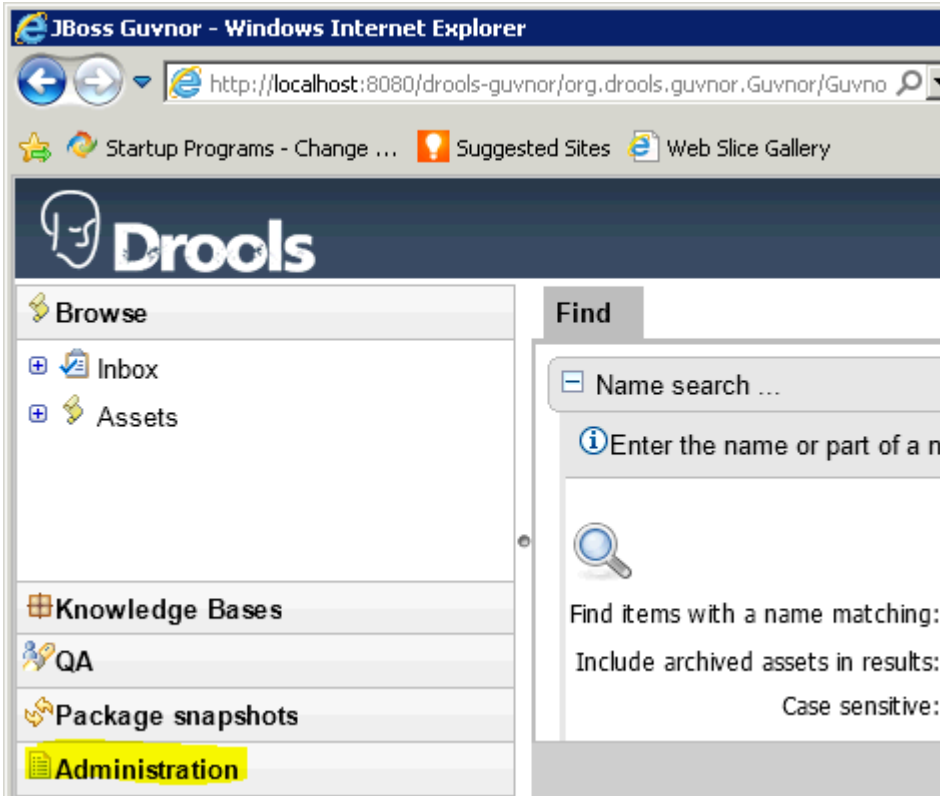 JBoss Guvnor - Windows Internet Explorer
http://localhost:8080/drools-guvnor/org.drools.guvnor.Guvnor/Guvno
Startup Programs - Change ... Suggested Sites Web Slice Gallery
Drools
Browse
Inbox
Assets
Knowledge Bases
QA
Package snapshots
Administration
Find
Name search ...
Enter the name or part of a
Find items with a name matching:
Include archived assets in results:
Case sensitive: